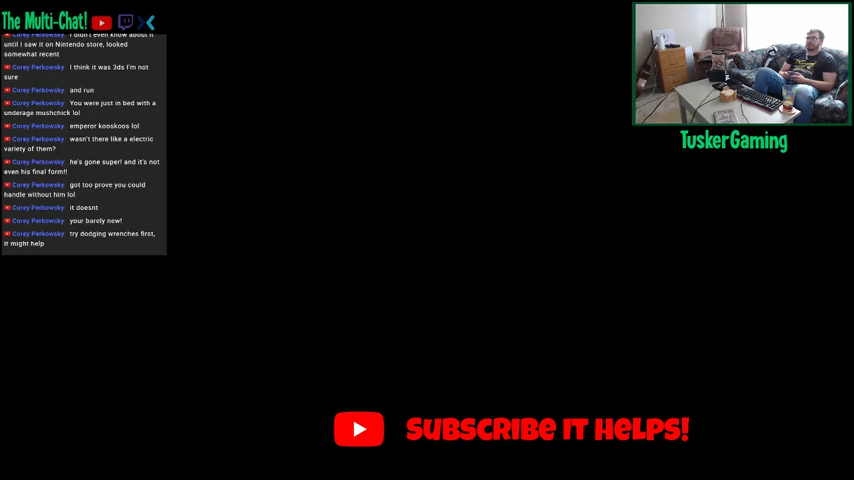 The Multi-Chat!
Corey Perkowsky I didn't even know about it
until I saw it on Nintendo store, looked
somewhat recent
Corey Perkowsky I think it was 3ds I'm not
sure
Corey Perkowsky and run
Corey Perkowsky You were just in bed with a
underage mushchick lol
Corey Perkowsky emperor kooskoos lol
Corey Perkowsky wasn't there like a electric
variety of them?
Corey Perkowsky he's gone super! and it's not
even his final form!!
Corey Perkowsky got too prove you could
handle without him lol
Corey Perkowsky it doesnt
Corey Perkowsky your barely new!
Corey Perkowsky try dodging wrenches first,
it might help
TuskerGaming
SUBSCRIBE IT HELPS!